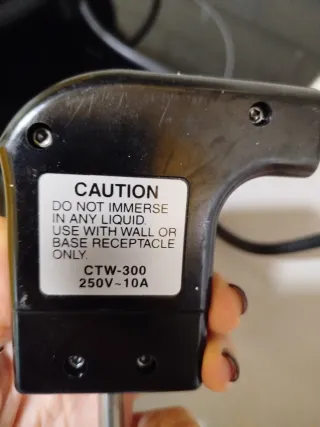 CAUTION
DO NOT IMMERSE
IN ANY LIQUID
USE WITH WALL OR
BASE RECEPTACLE
ONLY.
CTW-300
250V~10A